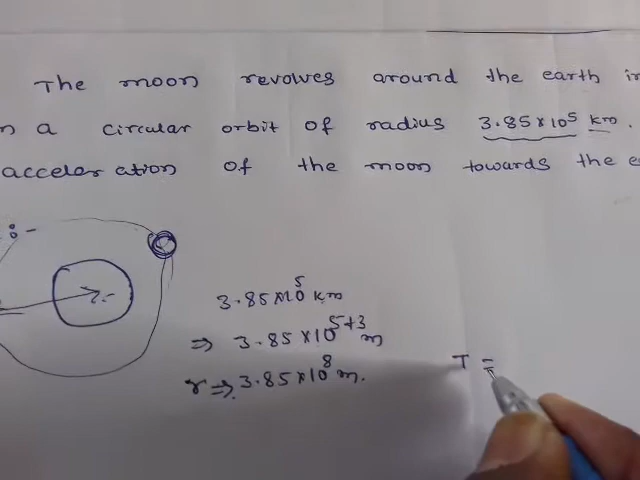 The moon revolves around the earth in
a circular orbit of radius 3.85×10⁵ km.
acceleration of the moon towards the
:-
3.85×10⁵ km
⇒ 3.85×10⁵⁺³ m
r ⇒ 3.85×10⁸ m.
T =